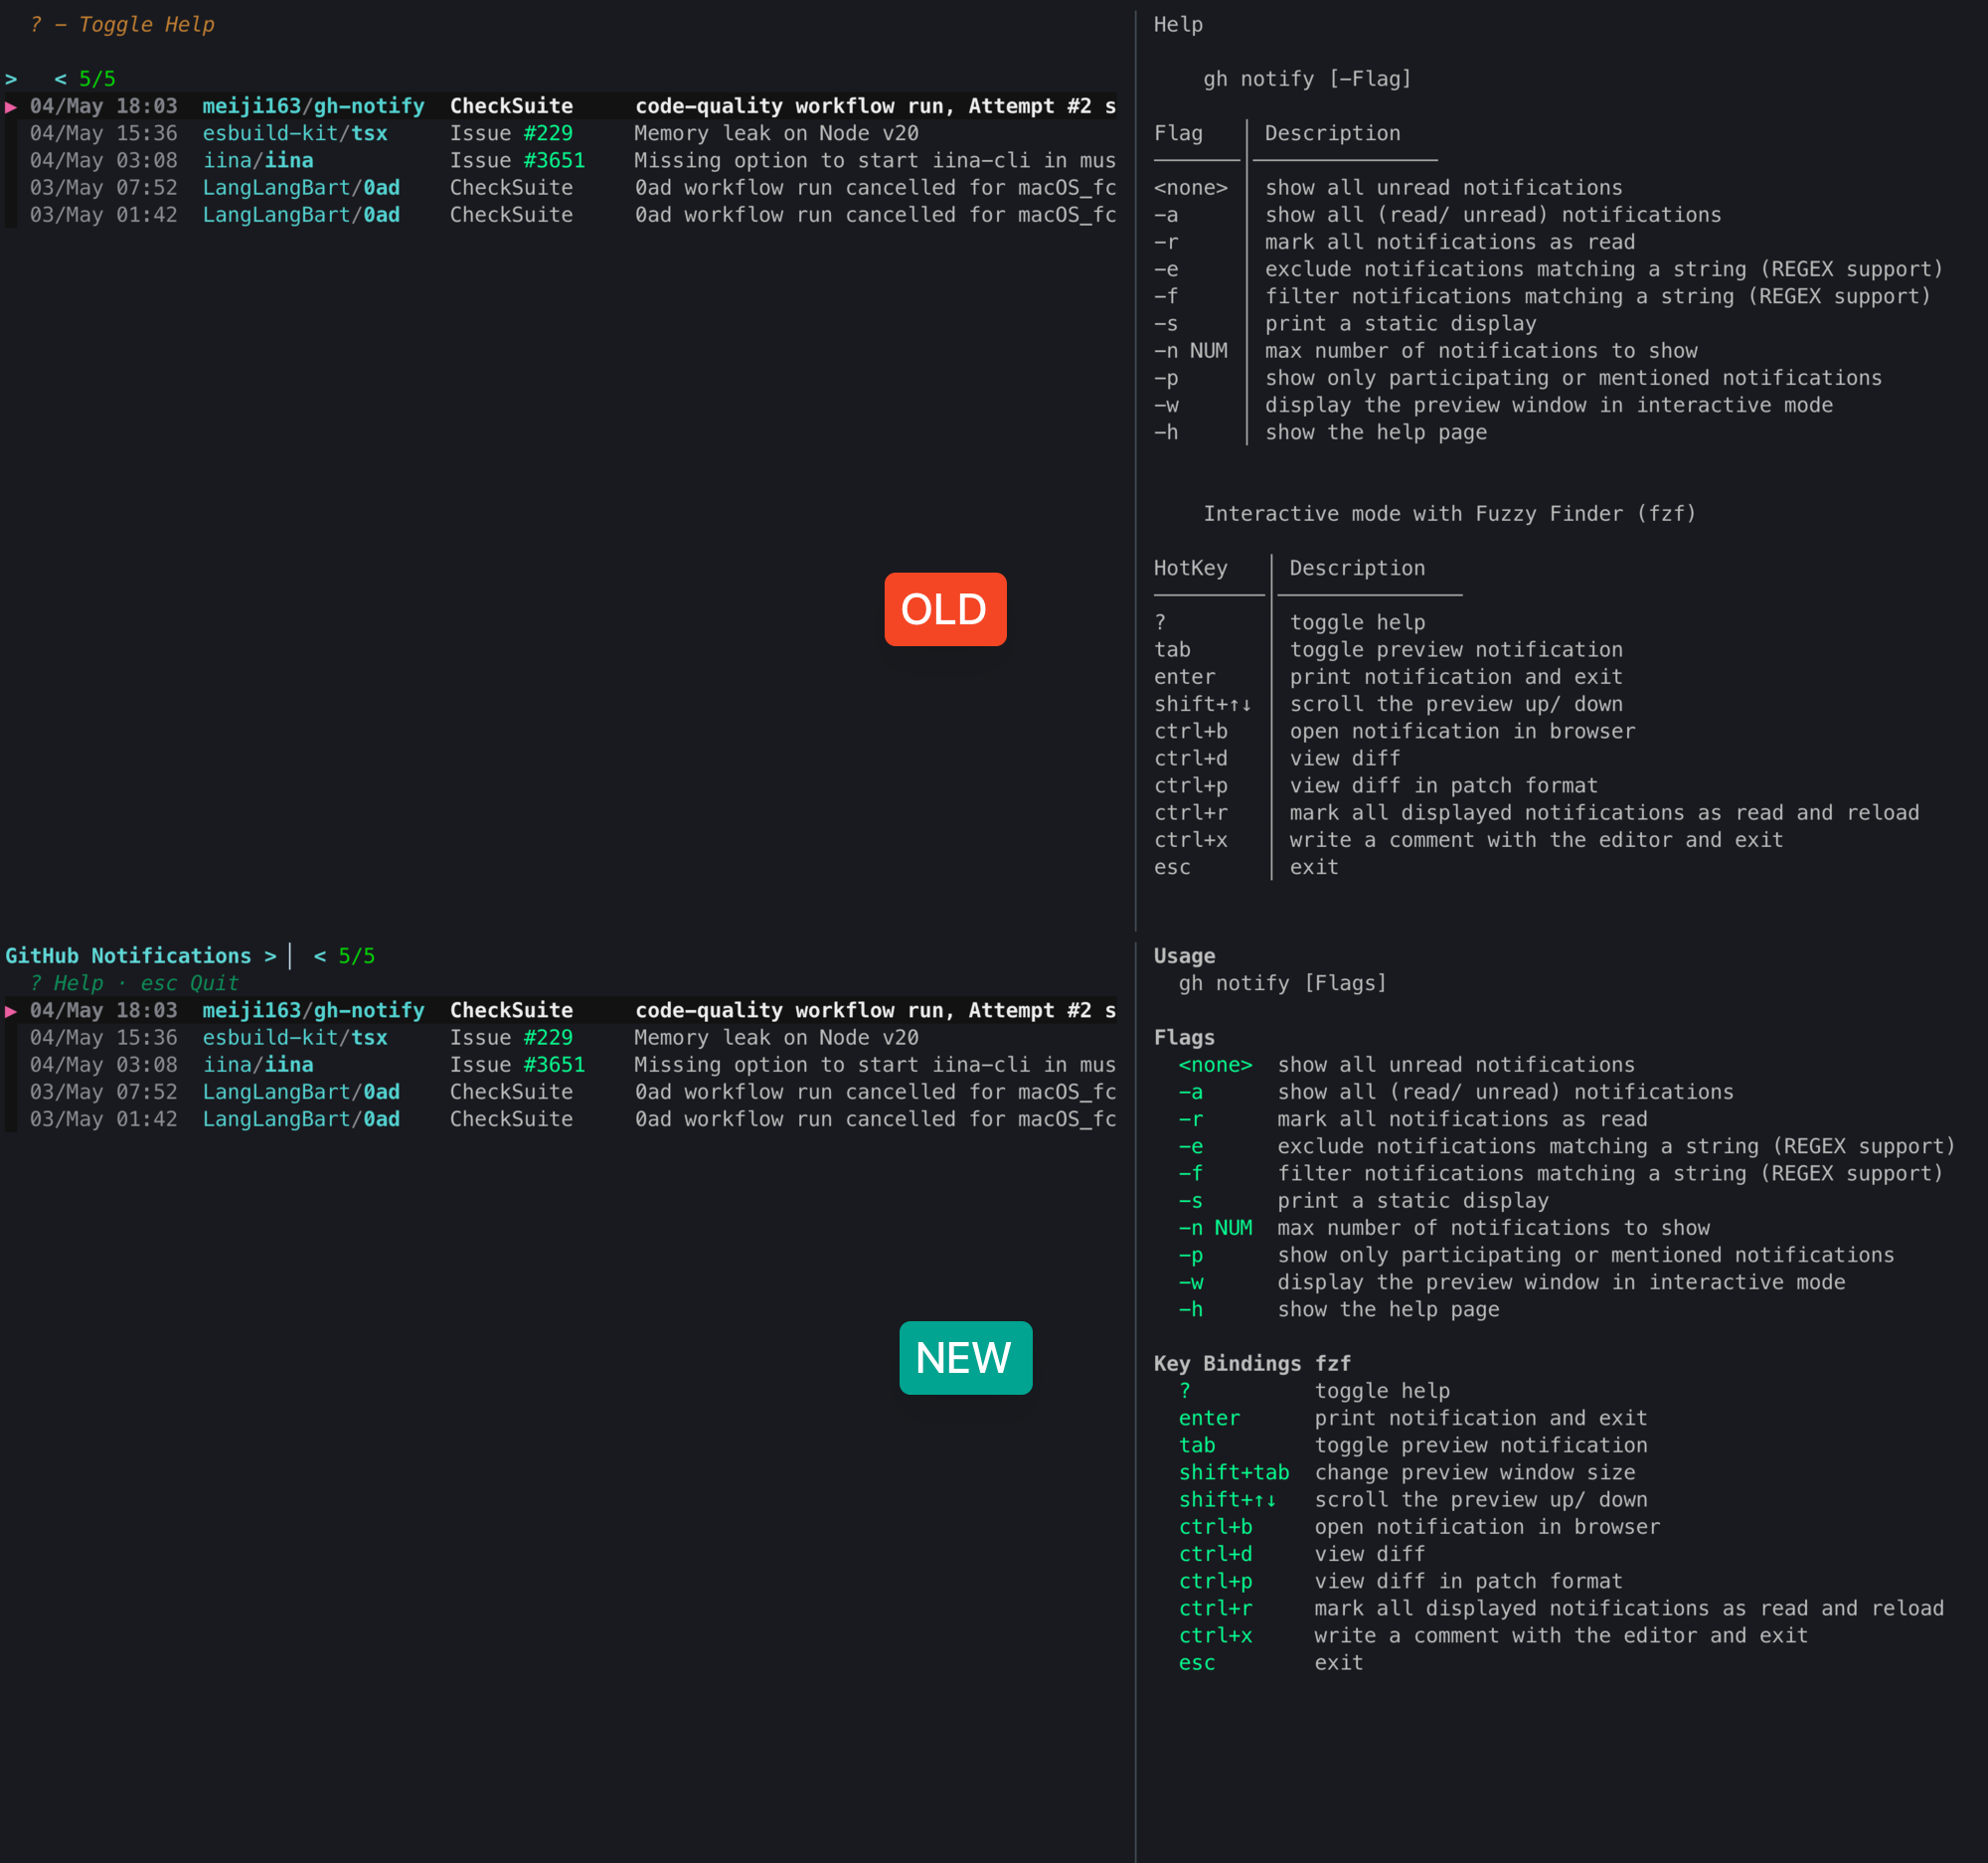 ? – Toggle Help
>   < 5/5
▶ 04/May 18:03  meiji163/gh-notify  CheckSuite     code-quality workflow run, Attempt #2 s
04/May 15:36  esbuild-kit/tsx     Issue #229     Memory leak on Node v20
04/May 03:08  iina/iina           Issue #3651    Missing option to start iina-cli in mus
03/May 07:52  LangLangBart/0ad    CheckSuite     0ad workflow run cancelled for macOS_fc
03/May 01:42  LangLangBart/0ad    CheckSuite     0ad workflow run cancelled for macOS_fc
OLD
Help
gh notify [-Flag]
Flag    Description
<none>  show all unread notifications
-a      show all (read/ unread) notifications
-r      mark all notifications as read
-e      exclude notifications matching a string (REGEX support)
-f      filter notifications matching a string (REGEX support)
-s      print a static display
-n NUM  max number of notifications to show
-p      show only participating or mentioned notifications
-w      display the preview window in interactive mode
-h      show the help page
Interactive mode with Fuzzy Finder (fzf)
HotKey    Description
?         toggle help
tab       toggle preview notification
enter     print notification and exit
shift+↑↓  scroll the preview up/ down
ctrl+b    open notification in browser
ctrl+d    view diff
ctrl+p    view diff in patch format
ctrl+r    mark all displayed notifications as read and reload
ctrl+x    write a comment with the editor and exit
esc       exit
GitHub Notifications >   < 5/5
? Help · esc Quit
▶ 04/May 18:03  meiji163/gh-notify  CheckSuite     code-quality workflow run, Attempt #2 s
04/May 15:36  esbuild-kit/tsx     Issue #229     Memory leak on Node v20
04/May 03:08  iina/iina           Issue #3651    Missing option to start iina-cli in mus
03/May 07:52  LangLangBart/0ad    CheckSuite     0ad workflow run cancelled for macOS_fc
03/May 01:42  LangLangBart/0ad    CheckSuite     0ad workflow run cancelled for macOS_fc
NEW
Usage
gh notify [Flags]
Flags
<none>  show all unread notifications
-a      show all (read/ unread) notifications
-r      mark all notifications as read
-e      exclude notifications matching a string (REGEX support)
-f      filter notifications matching a string (REGEX support)
-s      print a static display
-n NUM  max number of notifications to show
-p      show only participating or mentioned notifications
-w      display the preview window in interactive mode
-h      show the help page
Key Bindings fzf
?          toggle help
enter      print notification and exit
tab        toggle preview notification
shift+tab  change preview window size
shift+↑↓   scroll the preview up/ down
ctrl+b     open notification in browser
ctrl+d     view diff
ctrl+p     view diff in patch format
ctrl+r     mark all displayed notifications as read and reload
ctrl+x     write a comment with the editor and exit
esc        exit